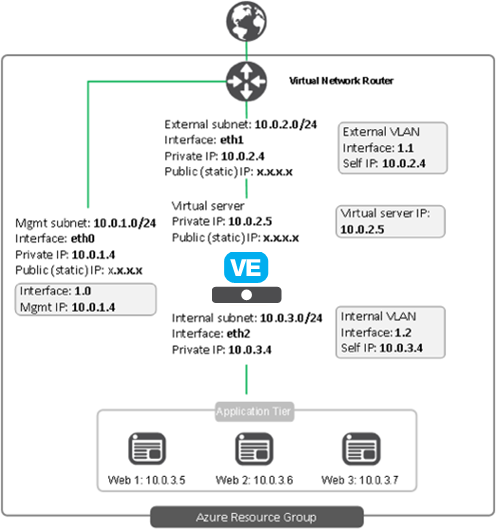 Virtual Network Router
External subnet: 10.0.2.0/24
Interface: eth1
Private IP: 10.0.2.4
Public (static) IP: x.x.x.x
External VLAN
Interface: 1.1
Self IP: 10.0.2.4
Virtual server
Private IP: 10.0.2.5
Public (static) IP: x.x.x.x
Virtual server IP:
10.0.2.5
Mgmt subnet: 10.0.1.0/24
Interface: eth0
Private IP: 10.0.1.4
Public (static) IP: x.x.x.x
Interface: 1.0
Mgmt IP: 10.0.1.4
VE
Internal subnet: 10.0.3.0/24
Interface: eth2
Private IP: 10.0.3.4
Internal VLAN
Interface: 1.2
Self IP: 10.0.3.4
Application Tier
Web 1: 10.0.3.5
Web 2: 10.0.3.6
Web 3: 10.0.3.7
Azure Resource Group